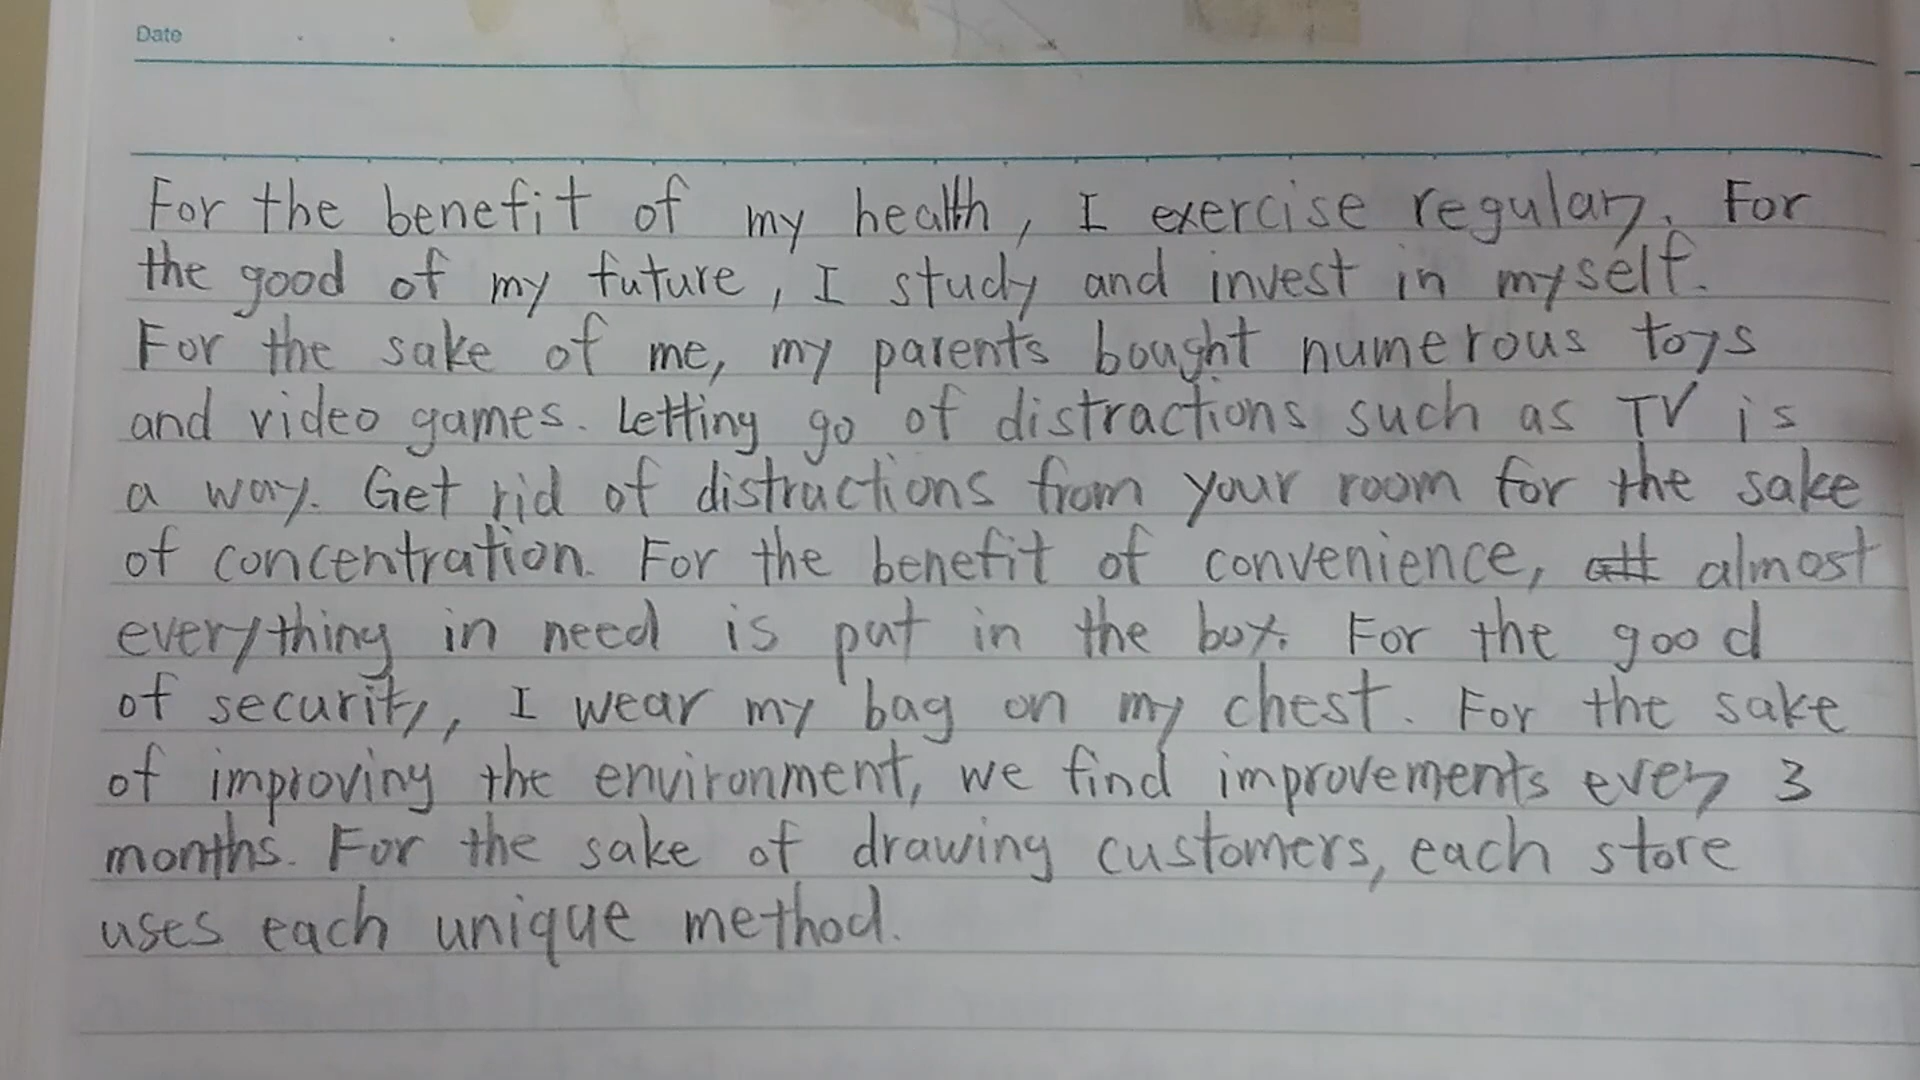 Date
For the benefit of my health, I exercise regulary. For
the good of my future, I study and invest in myself.
For the sake of me, my parents bought numerous toys
and video games. Letting go of distractions such as TV is
a way. Get rid of distractions from your room for the sake
of concentration. For the benefit of convenience, almost
everything in need is put in the box. For the good
of security, I wear my bag on my chest. For the sake
of improving the environment, we find improvements every 3
months. For the sake of drawing customers, each store
uses each unique method.